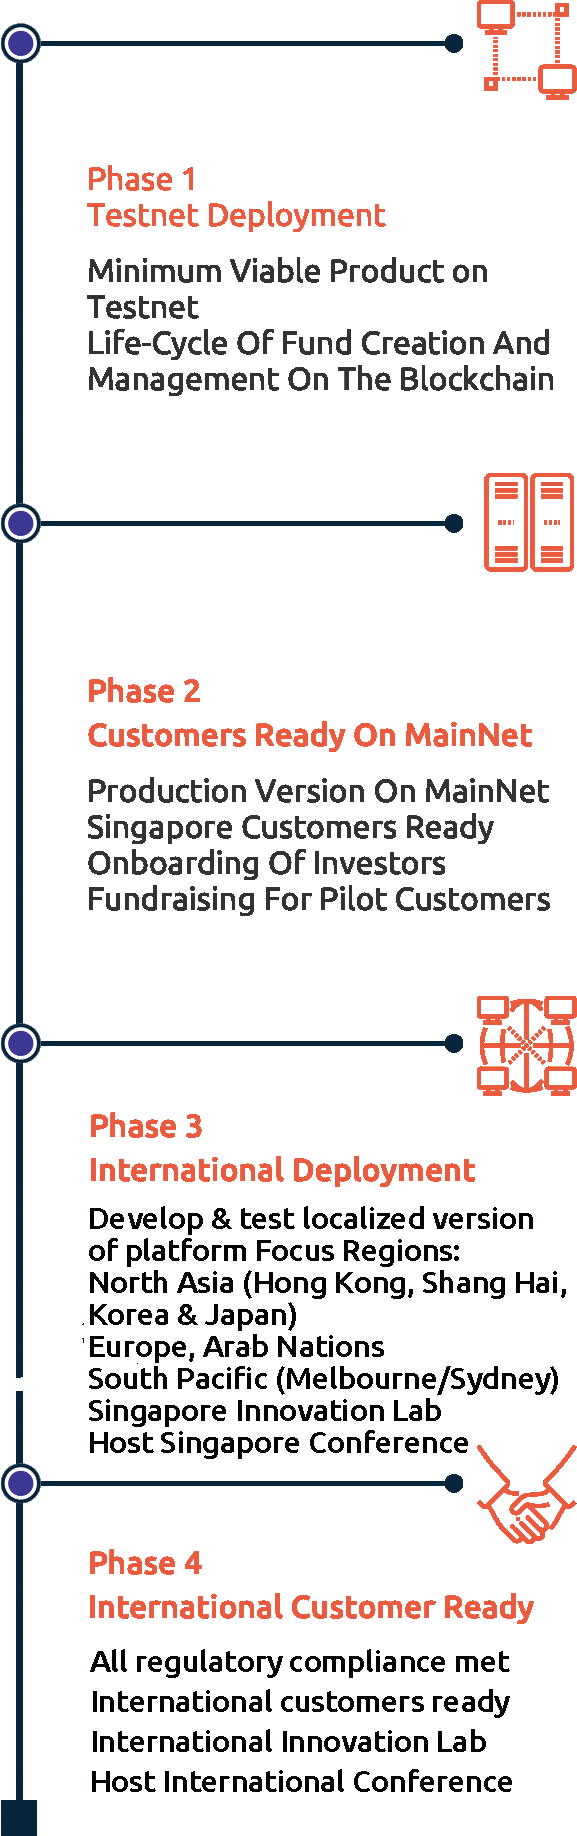 Phase 1
Testnet Deployment
Minimum Viable Product on
Testnet
Life-Cycle Of Fund Creation And
Management On The Blockchain
Phase 2
Customers Ready On MainNet
Production Version On MainNet
Singapore Customers Ready
Onboarding Of Investors
Fundraising For Pilot Customers
Phase 3
International Deployment
Develop & test localized version
of platform Focus Regions:
North Asia (Hong Kong, Shang Hai,
Korea & Japan)
Europe, Arab Nations
South Pacific (Melbourne/Sydney)
Singapore Innovation Lab
Host Singapore Conference
Phase 4
International Customer Ready
All regulatory compliance met
International customers ready
International Innovation Lab
Host International Conference